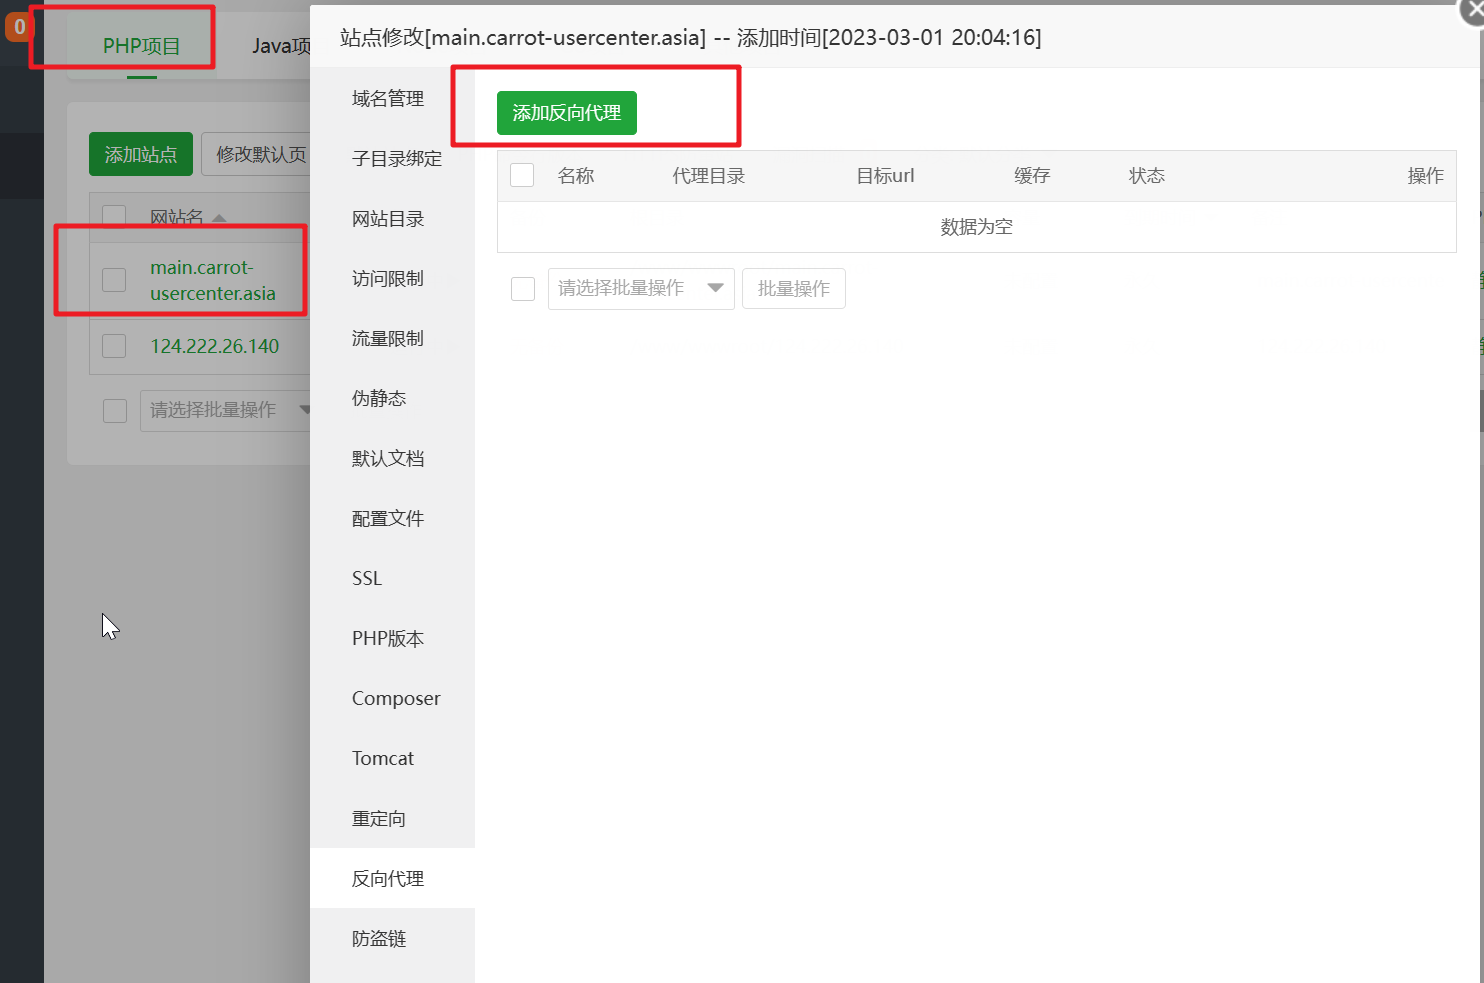 0
PHP项目
Java项
添加站点
修改默认页
网站名
main.carrot-
usercenter.asia
124.222.26.140
请选择批量操作
站点修改[main.carrot-usercenter.asia] -- 添加时间[2023-03-01 20:04:16]
域名管理
子目录绑定
网站目录
访问限制
流量限制
伪静态
默认文档
配置文件
SSL
PHP版本
Composer
Tomcat
重定向
反向代理
防盗链
添加反向代理
名称 代理目录 目标url 缓存 状态 操作
数据为空
请选择批量操作 批量操作